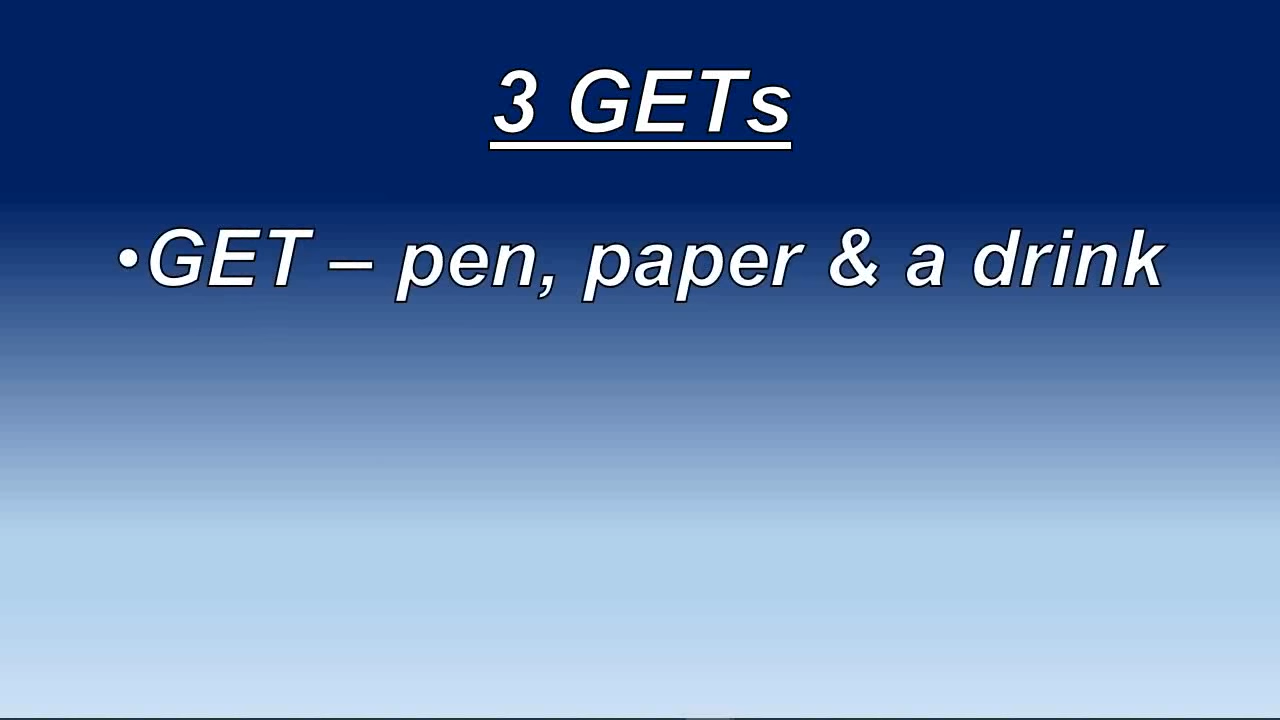 3 GETs
•GET – pen, paper & a drink